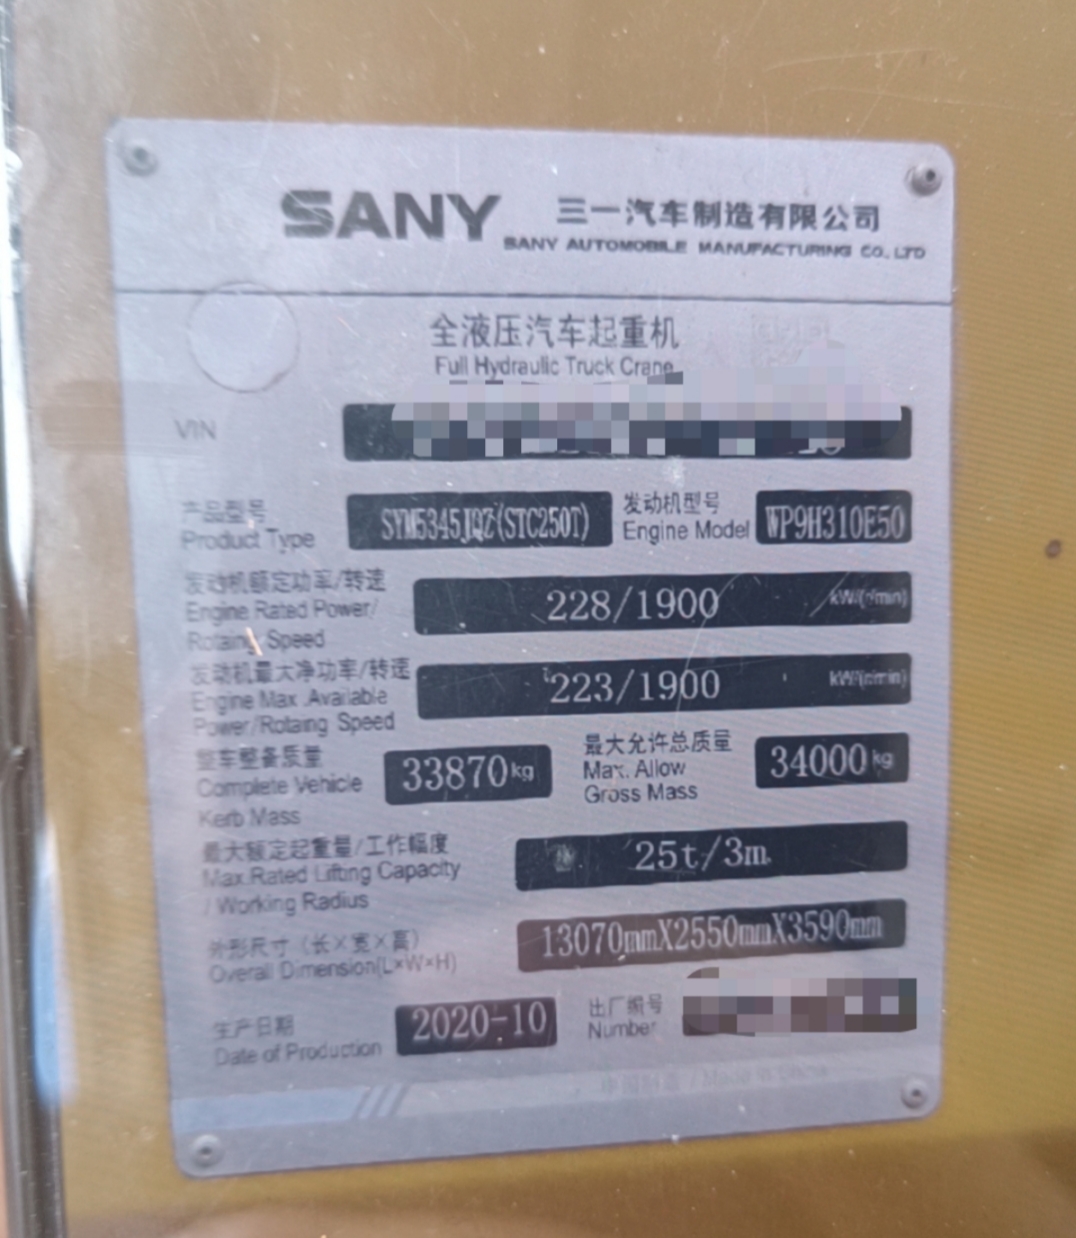 SANY 三一汽车制造有限公司
SANY AUTOMOBILE MANUFACTURING CO., LTD
全液压汽车起重机
Full Hydraulic Truck Crane
VIN
产品型号 SYM5345JQZ(STC250T) 发动机型号 WP9H310E50
Product Type Engine Model
发动机额定功率/转速
Engine Rated Power/ 228/1900 kW/(r/min)
Rotaing Speed
发动机最大净功率/转速
Engine Max .Available 223/1900 kW/(r/min)
Power/Rotaing Speed
整车整备质量 33870kg 最大允许总质量 34000kg
Complete Vehicle Max. Allow
Kerb Mass Gross Mass
最大额定起重量/工作幅度
Max.Rated Lifting Capacity 25t/3m
/ Working Radius
外形尺寸（长×宽×高） 13070mmX2550mmX3590mm
Overall Dimension(L×W×H)
生产日期 2020-10 出厂编号
Date of Production Number